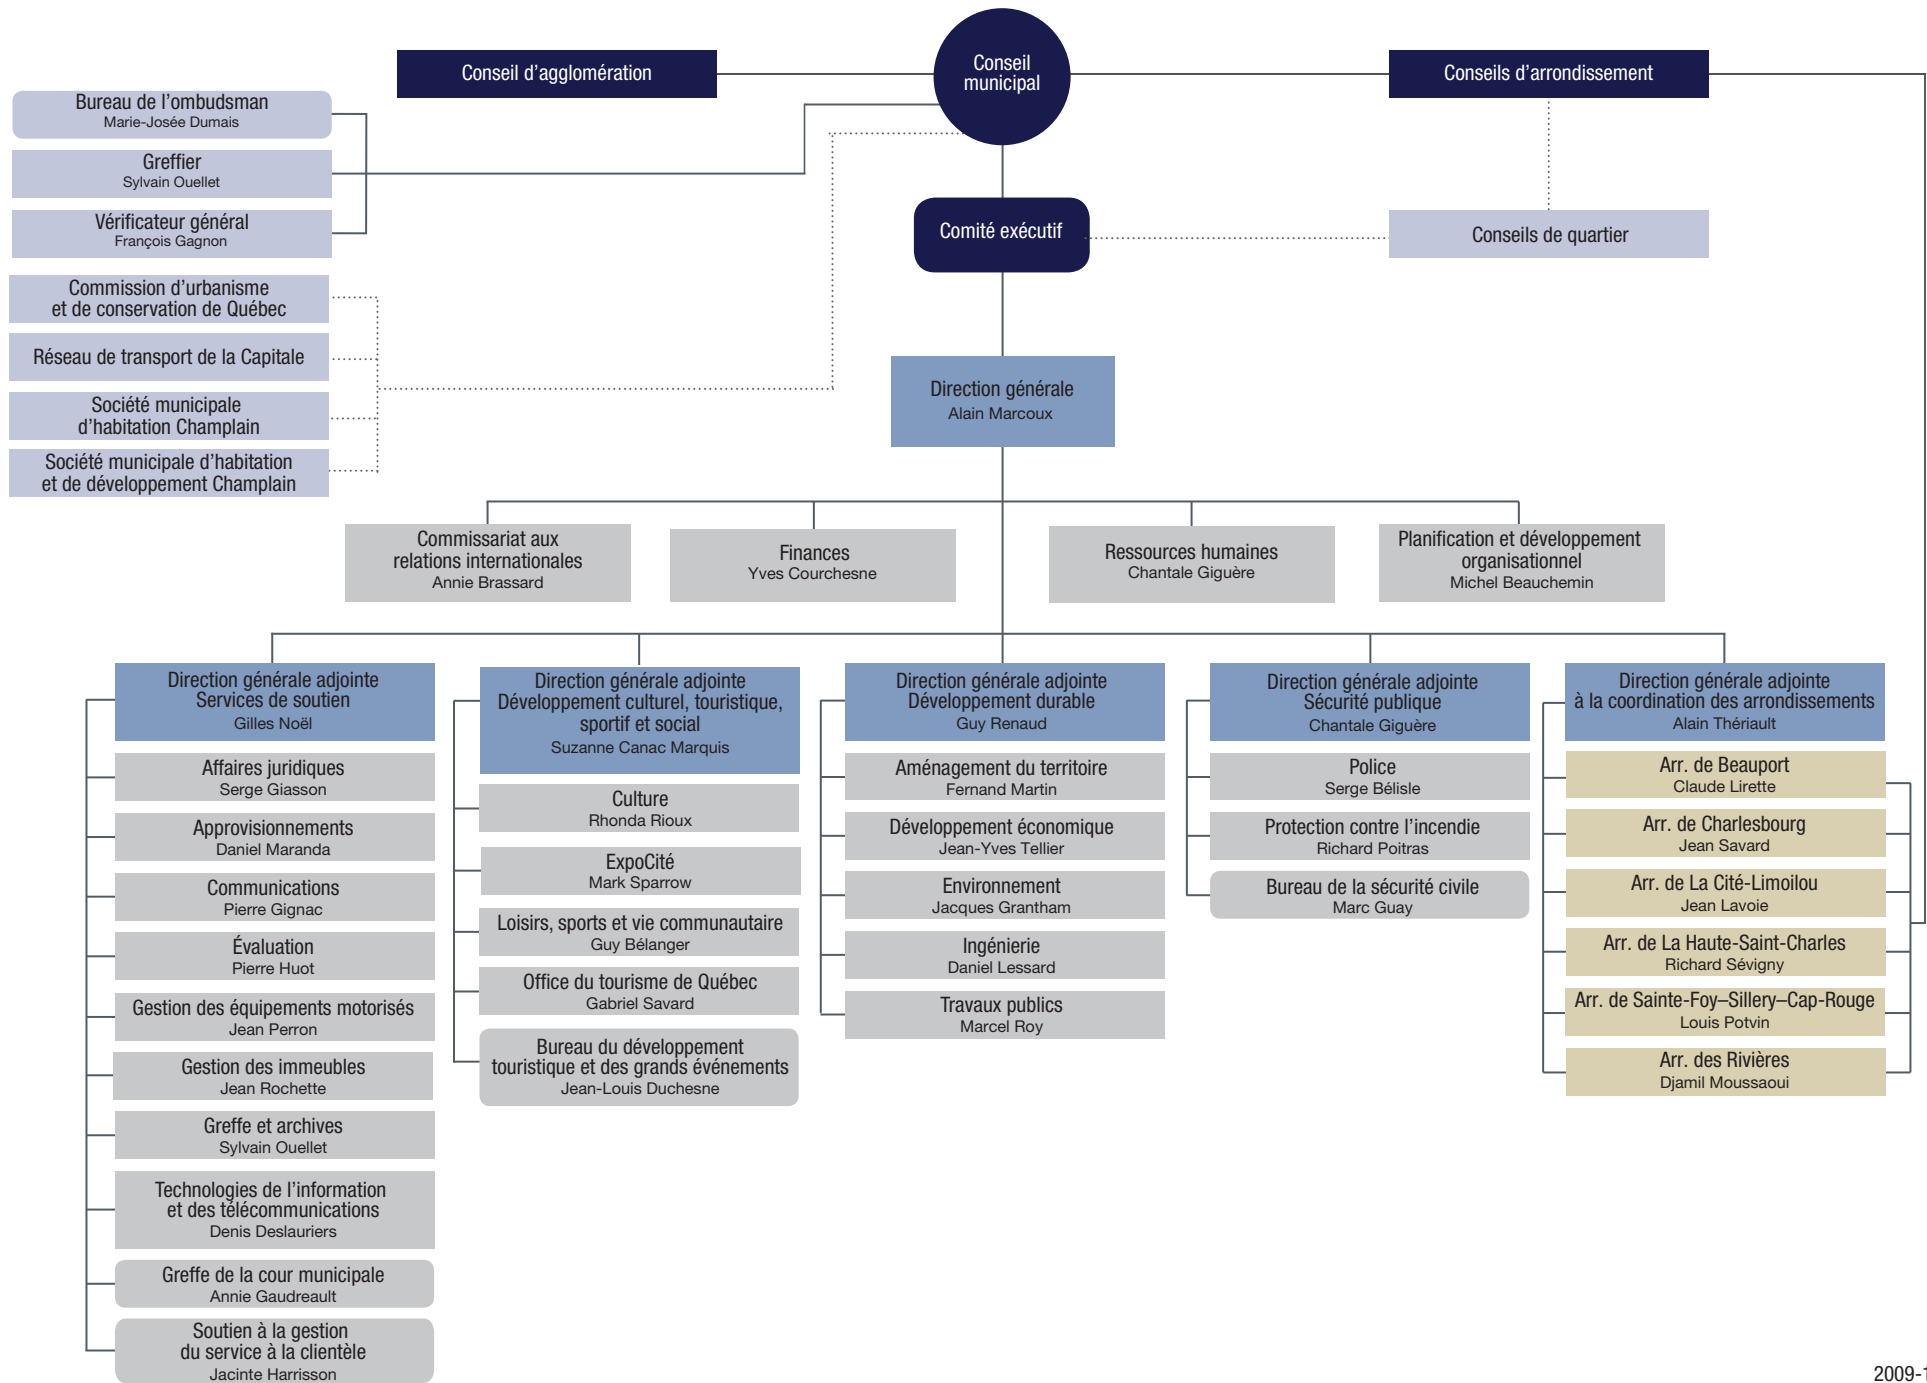 Conseil
municipal
Conseil d'agglomération
Conseils d'arrondissement
Bureau de l'ombudsman
Marie-Josée Dumais
Greffier
Sylvain Ouellet
Vérificateur général
François Gagnon
Comité exécutif
Conseils de quartier
Commission d'urbanisme
et de conservation de Québec
Réseau de transport de la Capitale
Société municipale
d'habitation Champlain
Société municipale d'habitation
et de développement Champlain
Direction générale
Alain Marcoux
Commissariat aux
relations internationales
Annie Brassard
Finances
Yves Courchesne
Ressources humaines
Chantale Giguère
Planification et développement
organisationnel
Michel Beauchemin
Direction générale adjointe
Services de soutien
Gilles Noël
Affaires juridiques
Serge Giasson
Approvisionnements
Daniel Maranda
Communications
Pierre Gignac
Évaluation
Pierre Huot
Gestion des équipements motorisés
Jean Perron
Gestion des immeubles
Jean Rochette
Greffe et archives
Sylvain Ouellet
Technologies de l'information
et des télécommunications
Denis Deslauriers
Greffe de la cour municipale
Annie Gaudreault
Soutien à la gestion
du service à la clientèle
Jacinte Harrisson
Direction générale adjointe
Développement culturel, touristique,
sportif et social
Suzanne Canac Marquis
Culture
Rhonda Rioux
ExpoCité
Mark Sparrow
Loisirs, sports et vie communautaire
Guy Bélanger
Office du tourisme de Québec
Gabriel Savard
Bureau du développement
touristique et des grands événements
Jean-Louis Duchesne
Direction générale adjointe
Développement durable
Guy Renaud
Aménagement du territoire
Fernand Martin
Développement économique
Jean-Yves Tellier
Environnement
Jacques Grantham
Ingénierie
Daniel Lessard
Travaux publics
Marcel Roy
Direction générale adjointe
Sécurité publique
Chantale Giguère
Police
Serge Bélisle
Protection contre l'incendie
Richard Poitras
Bureau de la sécurité civile
Marc Guay
Direction générale adjointe
à la coordination des arrondissements
Alain Thériault
Arr. de Beauport
Claude Lirette
Arr. de Charlesbourg
Jean Savard
Arr. de La Cité-Limoilou
Jean Lavoie
Arr. de La Haute-Saint-Charles
Richard Sévigny
Arr. de Sainte-Foy–Sillery–Cap-Rouge
Louis Potvin
Arr. des Rivières
Djamil Moussaoui
2009-1